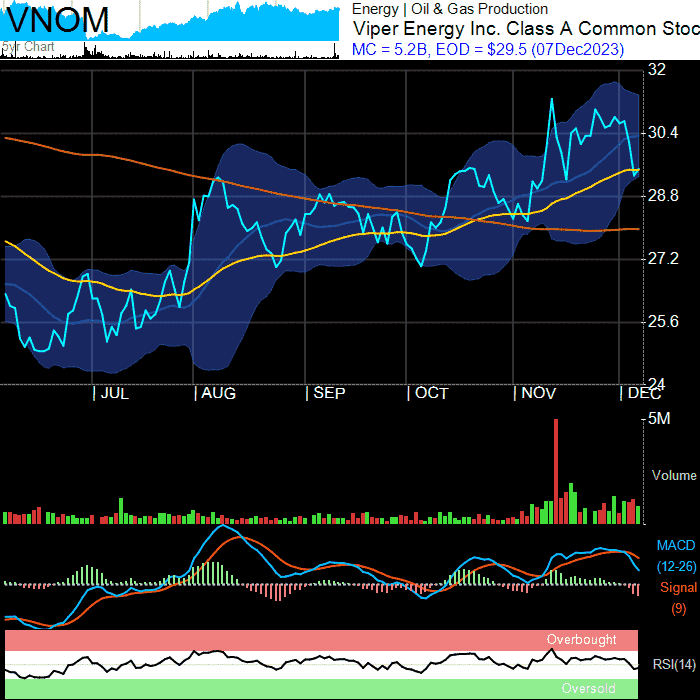 VNOM
5yr Chart
Energy | Oil & Gas Production
Viper Energy Inc. Class A Common Stoc
MC = 5.2B, EOD = $29.5 (07Dec2023)
32
30.4
28.8
27.2
25.6
24
JUL
AUG
SEP
OCT
NOV
DEC
5M
Volume
MACD
(12-26)
Signal
(9)
Overbought
RSI(14)
Oversold